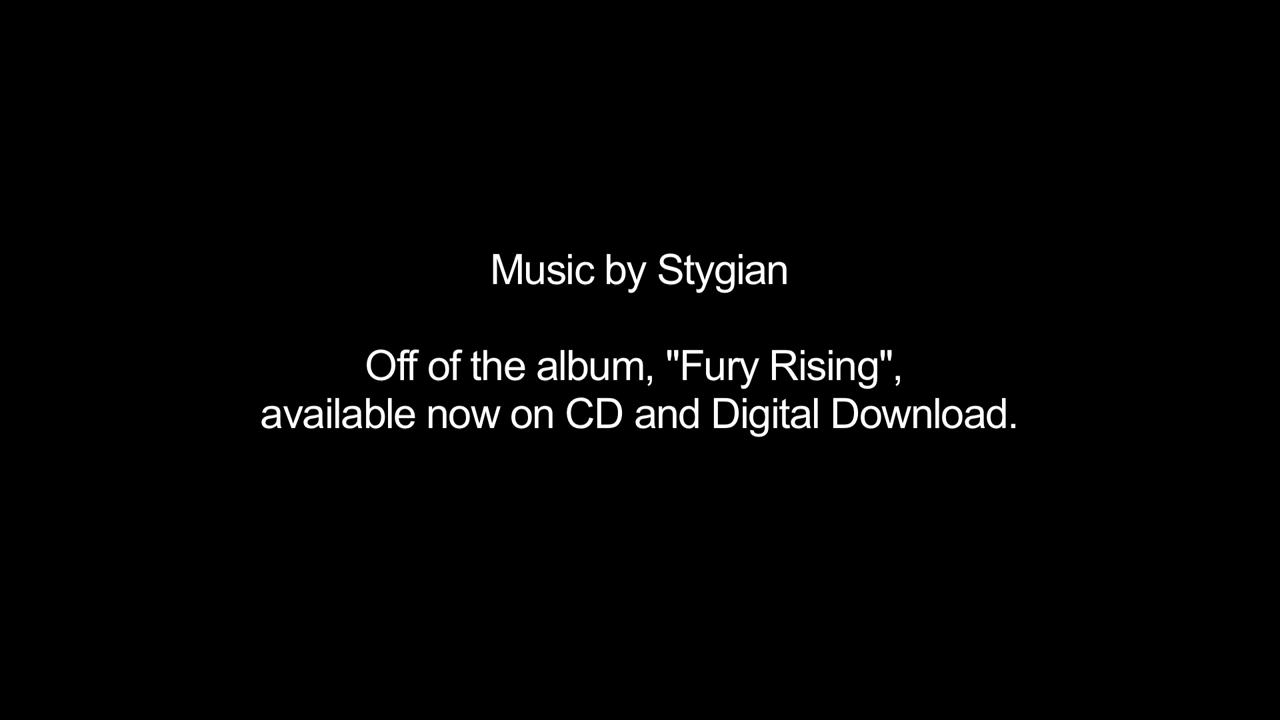 Music by Stygian
Off of the album, "Fury Rising",
available now on CD and Digital Download.